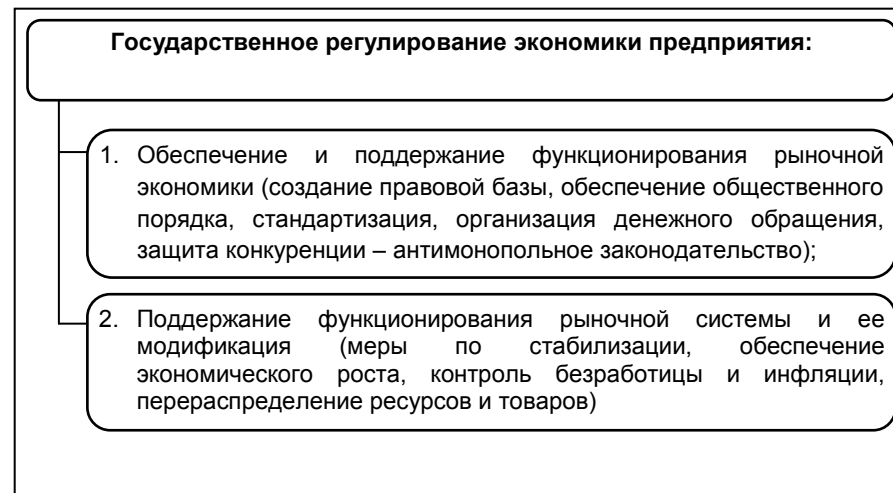 Государственное регулирование экономики предприятия:
1. Обеспечение и поддержание функционирования рыночной
экономики (создание правовой базы, обеспечение общественного
порядка, стандартизация, организация денежного обращения,
защита конкуренции – антимонопольное законодательство);
2. Поддержание функционирования рыночной системы и ее
модификация (меры по стабилизации, обеспечение
экономического роста, контроль безработицы и инфляции,
перераспределение ресурсов и товаров)